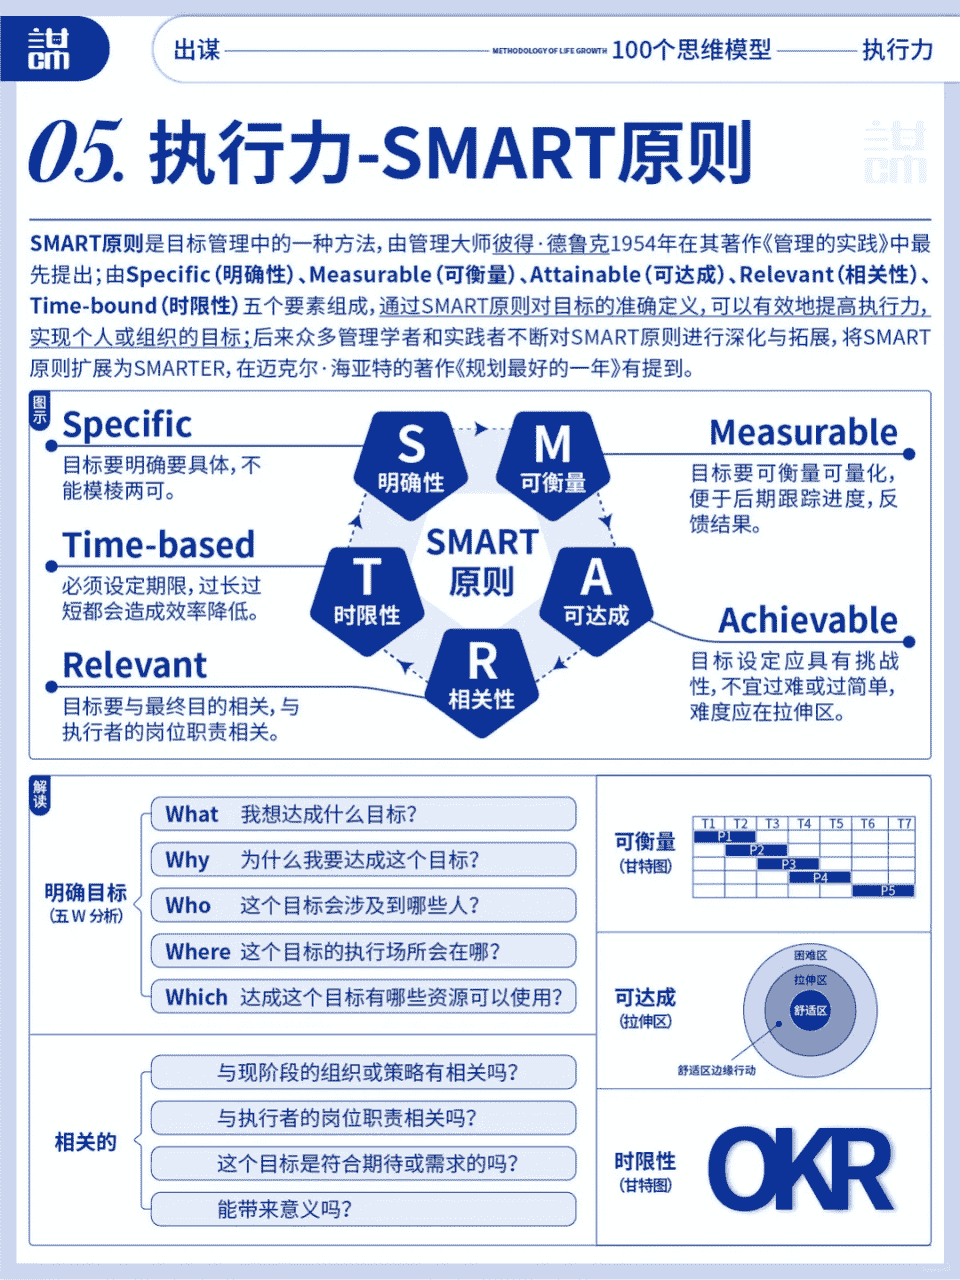 出谋
METHODOLOGY OF LIFE GROWTH
100个思维模型
执行力
05. 执行力-SMART原则
SMART原则是目标管理中的一种方法，由管理大师彼得·德鲁克1954年在其著作《管理的实践》中最
先提出；由Specific（明确性）、Measurable（可衡量）、Attainable（可达成）、Relevant（相关性）、
Time-bound（时限性）五个要素组成，通过SMART原则对目标的准确定义，可以有效地提高执行力，
实现个人或组织的目标；后来众多管理学者和实践者不断对SMART原则进行深化与拓展，将SMART
原则扩展为SMARTER，在迈克尔·海亚特的著作《规划最好的一年》有提到。
图示
Specific
目标要明确要具体，不
能模棱两可。
Time-based
必须设定期限，过长过
短都会造成效率降低。
Relevant
目标要与最终目的相关，与
执行者的岗位职责相关。
S
明确性
M
可衡量
SMART
原则
T
时限性
A
可达成
R
相关性
Measurable
目标要可衡量可量化，
便于后期跟踪进度，反
馈结果。
Achievable
目标设定应具有挑战
性，不宜过难或过简单，
难度应在拉伸区。
解读
明确目标
（五 W 分析）
What 我想达成什么目标？
Why 为什么我要达成这个目标？
Who 这个目标会涉及到哪些人？
Where 这个目标的执行场所会在哪？
Which 达成这个目标有哪些资源可以使用？
相关的
与现阶段的组织或策略有相关吗？
与执行者的岗位职责相关吗？
这个目标是符合期待或需求的吗？
能带来意义吗？
可衡量
（甘特图）
T1 T2 T3 T4 T5 T6 T7
P1
P2
P3
P4
P5
可达成
（拉伸区）
困难区
拉伸区
舒适区
舒适区边缘行动
时限性
（甘特图）
OKR